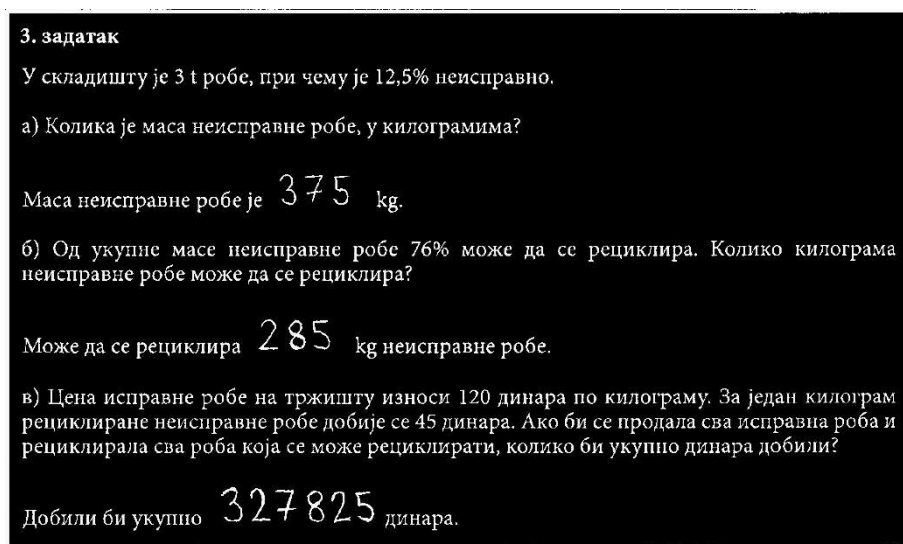 3. задатак
У складишту је 3 t робе, при чему је 12,5% неисправно.
а) Колика је маса неисправне робе, у килограмима?
Маса неисправне робе је 375 kg.
б) Од укупне масе неисправне робе 76% може да се рециклира. Колико килограма
неисправне робе може да се рециклира?
Може да се рециклира 285 kg неисправне робе.
в) Цена исправне робе на тржишту износи 120 динара по килограму. За један килограм
рециклиране неисправне робе добије се 45 динара. Ако би се продала сва исправна роба и
рециклирала сва роба која се може рециклирати, колико би укупно динара добили?
Добили би укупно 327825 динара.